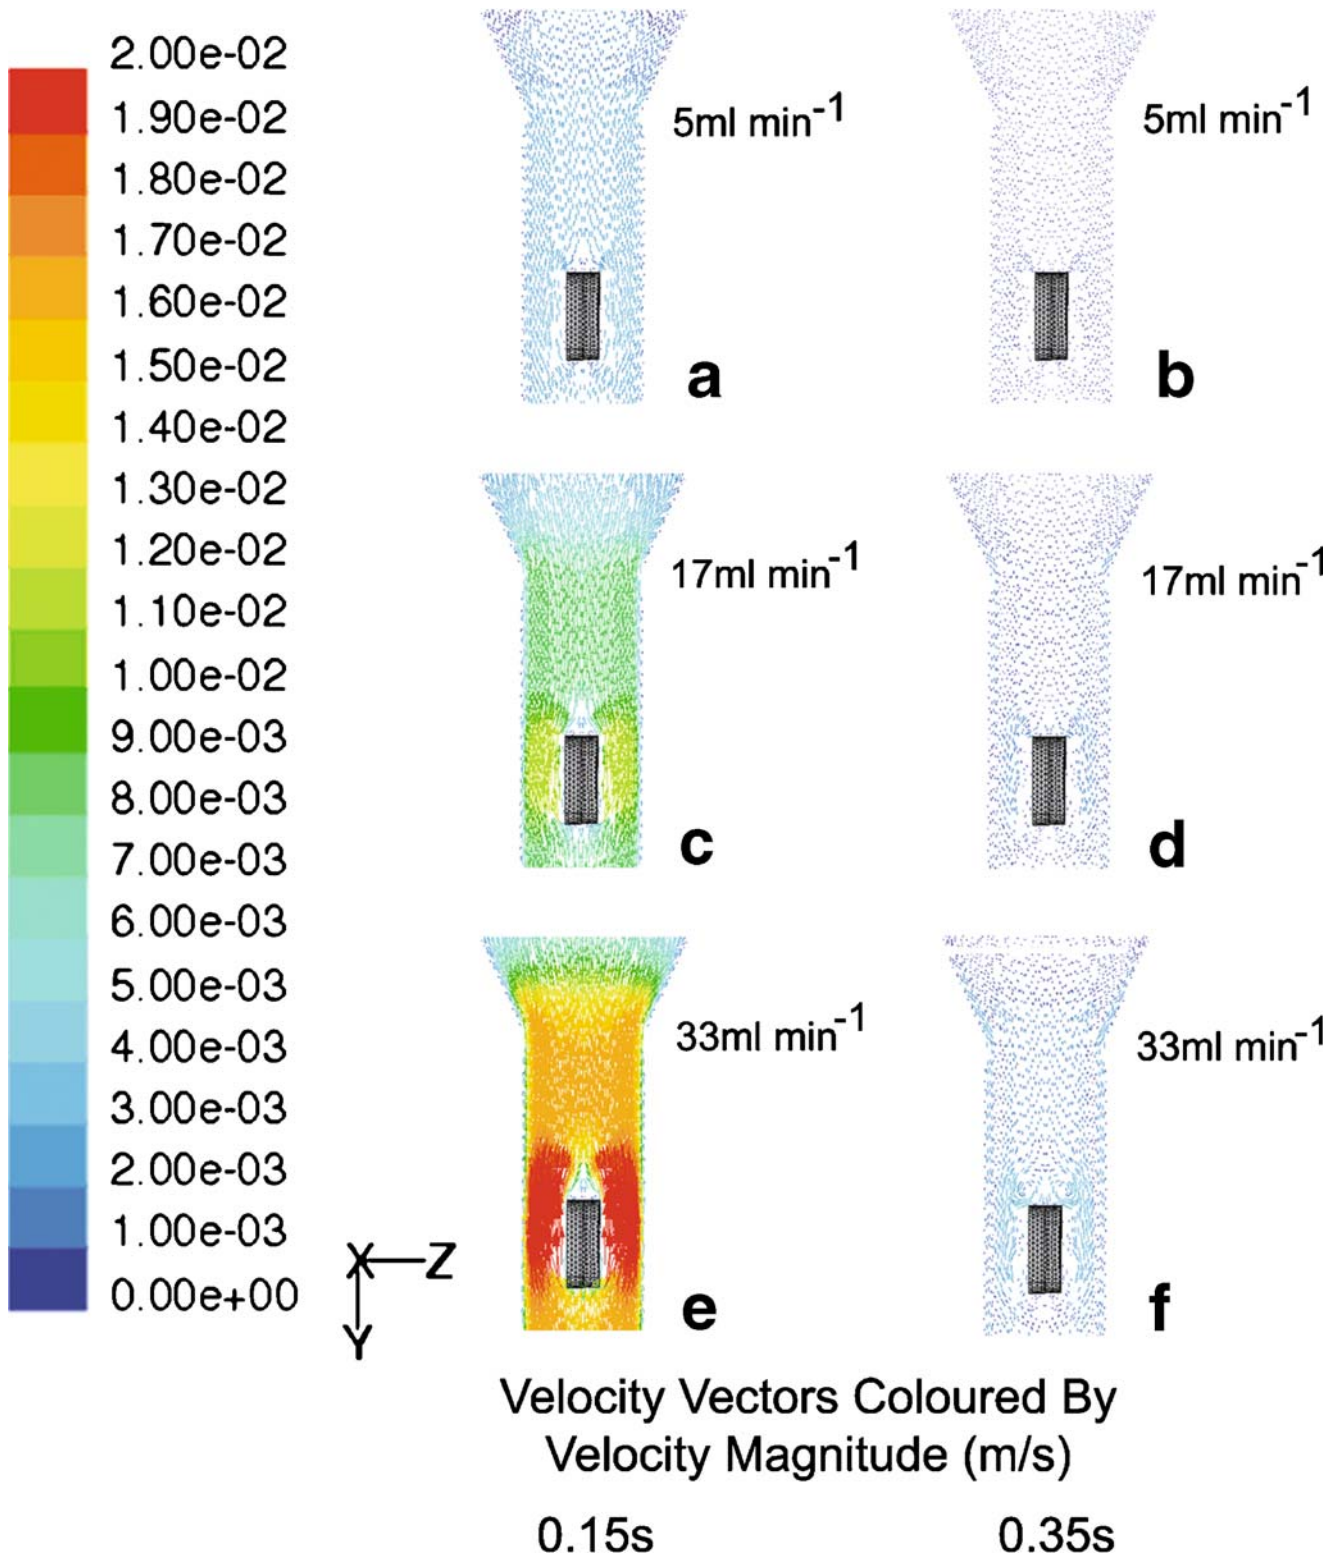 2.00e-02
1.90e-02
1.80e-02
1.70e-02
1.60e-02
1.50e-02
1.40e-02
1.30e-02
1.20e-02
1.10e-02
1.00e-02
9.00e-03
8.00e-03
7.00e-03
6.00e-03
5.00e-03
4.00e-03
3.00e-03
2.00e-03
1.00e-03
0.00e+00
X
Z
Y
5ml min⁻¹
a
5ml min⁻¹
b
17ml min⁻¹
c
17ml min⁻¹
d
33ml min⁻¹
e
33ml min⁻¹
f
Velocity Vectors Coloured By
Velocity Magnitude (m/s)
0.15s
0.35s